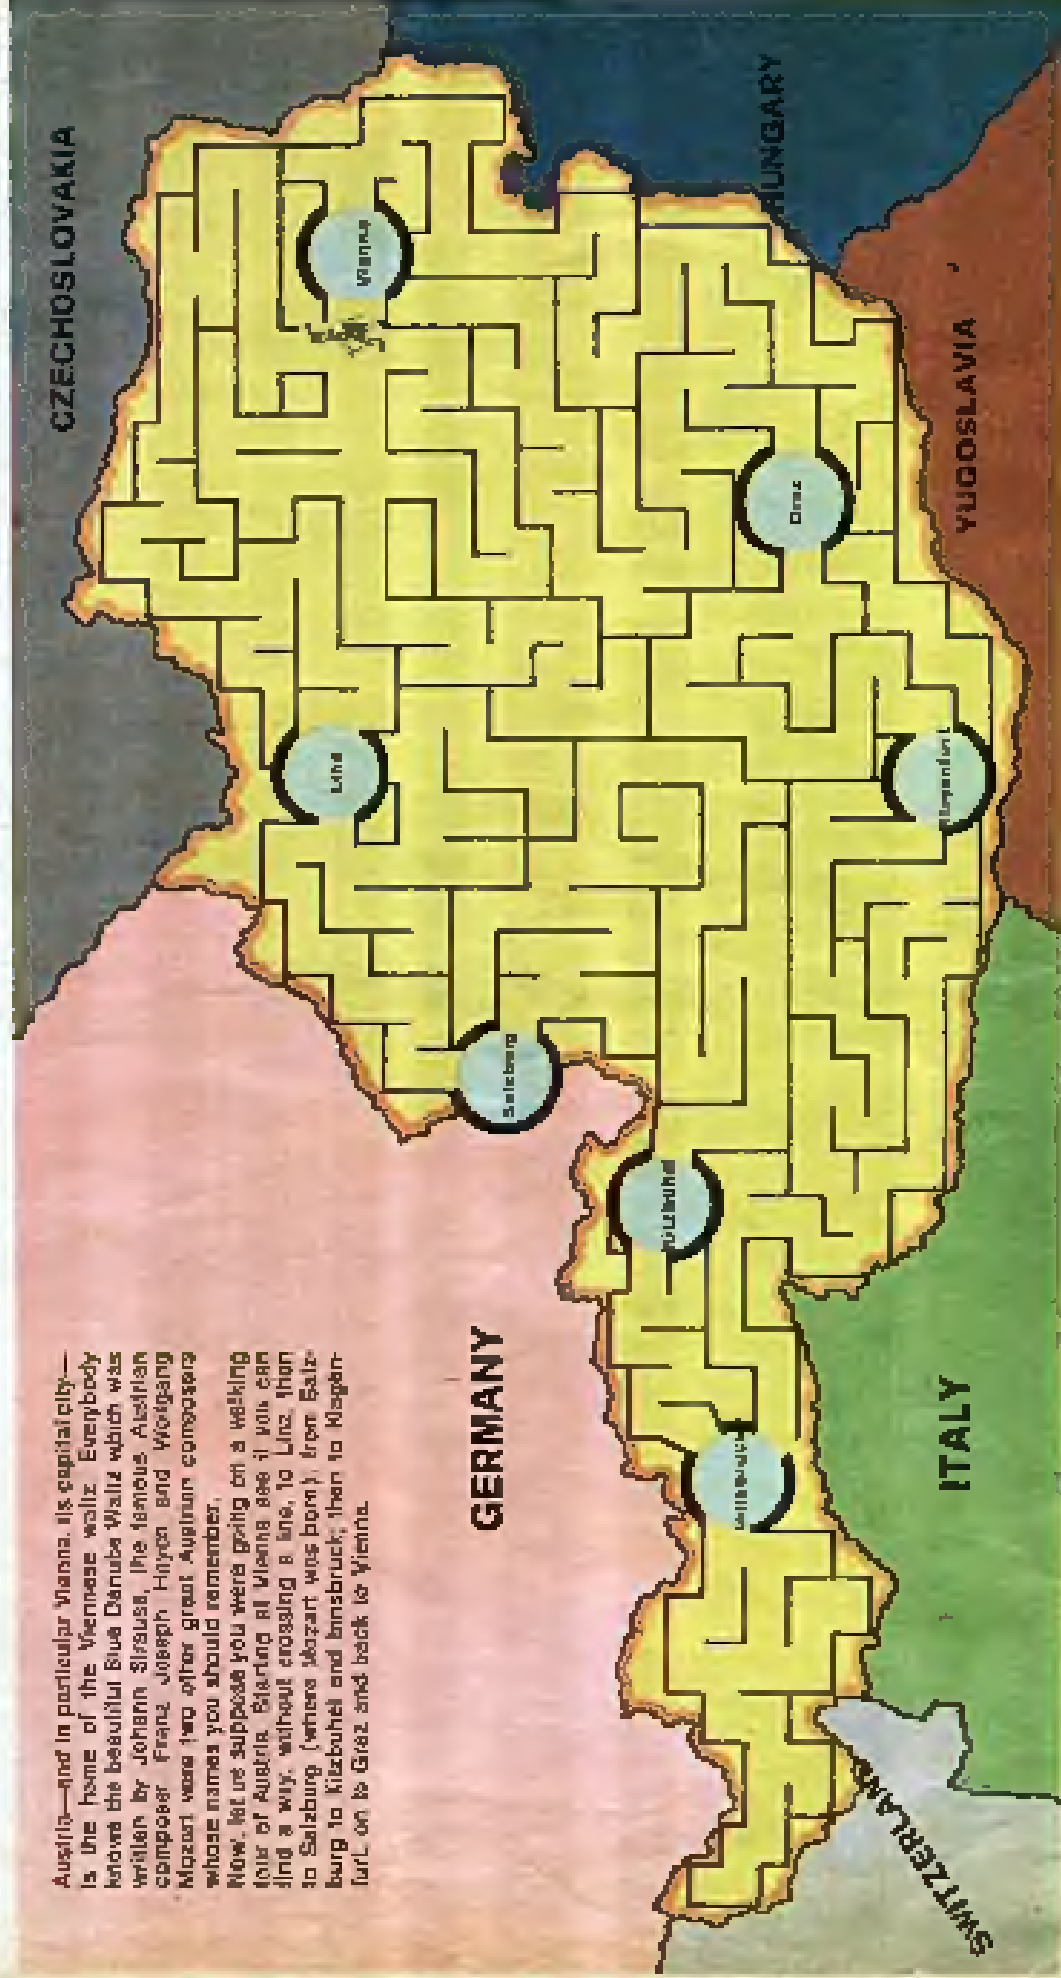 Austria—and in particular Vienna, its capital city—
is the home of the Viennese waltz. Everybody
knows the beautiful Blue Danube Waltz which was
written by Johann Strauss, the famous Austrian
composer. Franz Joseph Haydn and Wolfgang
Mozart were two other great Austrian composers
whose names you should remember.
Now, let us suppose you were going on a walking
tour of Austria. Starting at Vienna see if you can
find a way, without crossing a line, to Linz, then
to Salzburg (where Mozart was born); from Salz-
burg to Kitzbuhel and Innsbruck; then to Klagen-
furt, on to Graz and back to Vienna.
CZECHOSLOVAKIA
HUNGARY
YUGOSLAVIA
GERMANY
ITALY
SWITZERLAND
Vienna
Linz
Graz
Salzburg
Kitzbuhel
Innsbruck
Klagenfurt